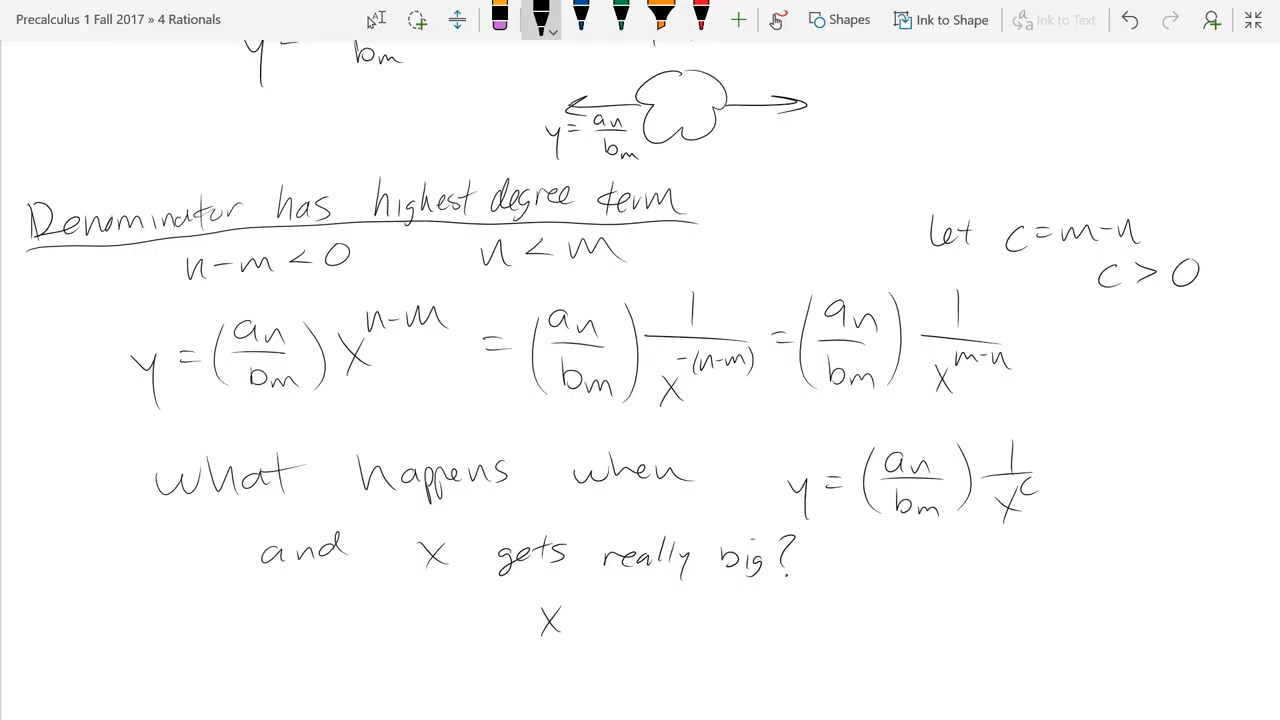 Precalculus 1 Fall 2017 » 4 Rationals
Shapes
Ink to Shape
Ink to Text
y = bₘ
y = aₙ/bₘ
Denominator has highest degree term
n-m < 0 n < m
let c = m-n
c > 0
y = (aₙ/bₘ) x^(n-m) = (aₙ/bₘ) 1/x^(-(n-m)) = (aₙ/bₘ) 1/x^(m-n)
what happens when y = (aₙ/bₘ) 1/x^c
and x gets really big?
x